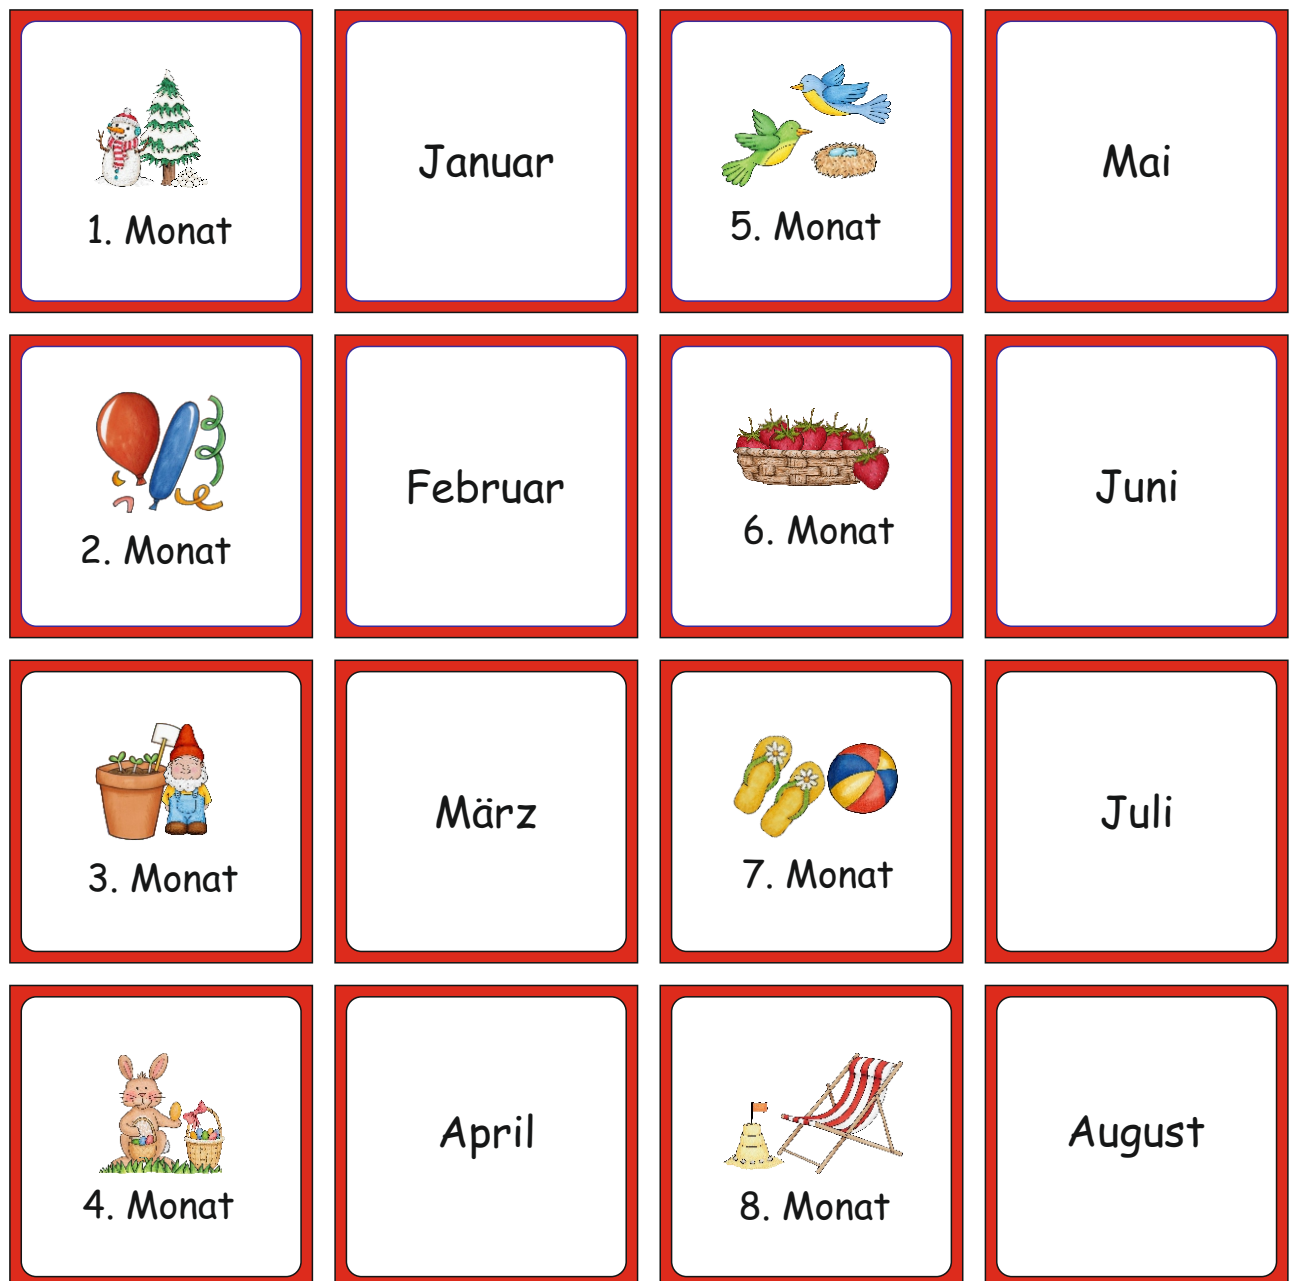 1. Monat
Januar
5. Monat
Mai
2. Monat
Februar
6. Monat
Juni
3. Monat
März
7. Monat
Juli
4. Monat
April
8. Monat
August